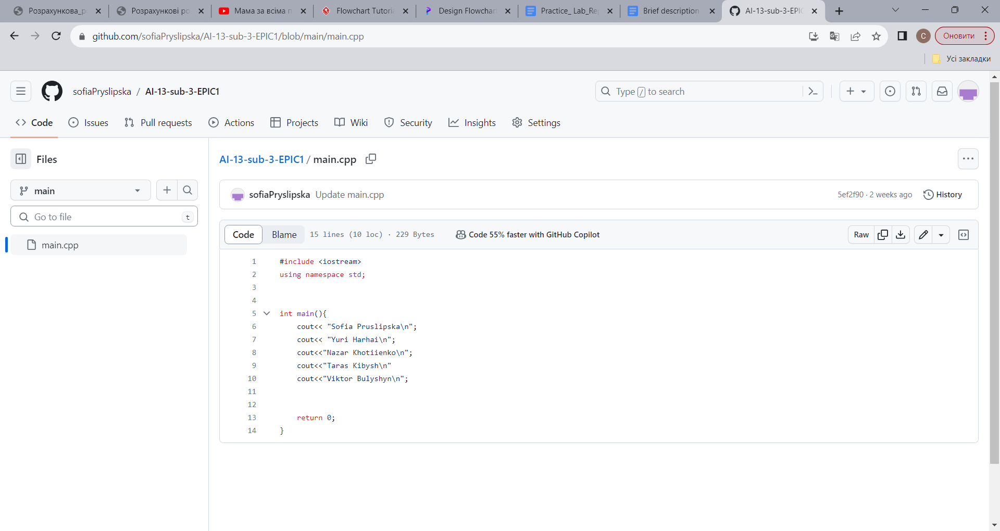 Розрахункова_р
Розрахункові ро
Мама за всіма п
Flowchart Tutoria
Design Flowchart
Practice_ Lab_Rep
Brief description
AI-13-sub-3-EPIC
github.com/sofiaPryslipska/AI-13-sub-3-EPIC1/blob/main/main.cpp
C
Оновити
Усі закладки
sofiaPryslipska / AI-13-sub-3-EPIC1
Type / to search
Code Issues Pull requests Actions Projects Wiki Security Insights Settings
Files
main
Go to file t
main.cpp
AI-13-sub-3-EPIC1 / main.cpp
sofiaPryslipska Update main.cpp 5ef2f90 · 2 weeks ago History
Code Blame 15 lines (10 loc) · 229 Bytes Code 55% faster with GitHub Copilot Raw
1 #include <iostream>
2 using namespace std;
3
4
5 int main(){
6     cout<< "Sofia Pruslipska\n";
7     cout<< "Yuri Harhai\n";
8     cout<<"Nazar Khotiienko\n";
9     cout<<"Taras Kibysh\n"
10     cout<<"Viktor Bulyshyn\n";
11
12
13     return 0;
14 }